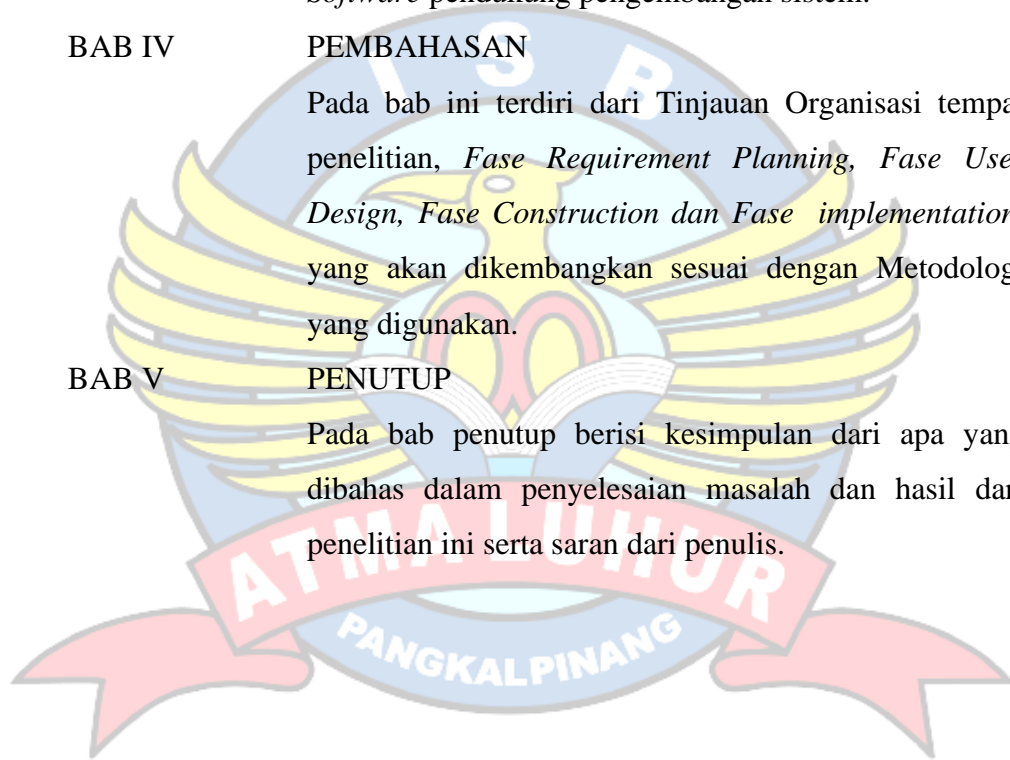 Software pendukung pengembangan sistem.
BAB IV PEMBAHASAN
Pada bab ini terdiri dari Tinjauan Organisasi tempa
penelitian, Fase Requirement Planning, Fase Use
Design, Fase Construction dan Fase implementation
yang akan dikembangkan sesuai dengan Metodolog
yang digunakan.
BAB V PENUTUP
Pada bab penutup berisi kesimpulan dari apa yan
dibahas dalam penyelesaian masalah dan hasil dar
penelitian ini serta saran dari penulis.
I S B
ATMA LUHUR
PANGKALPINANG